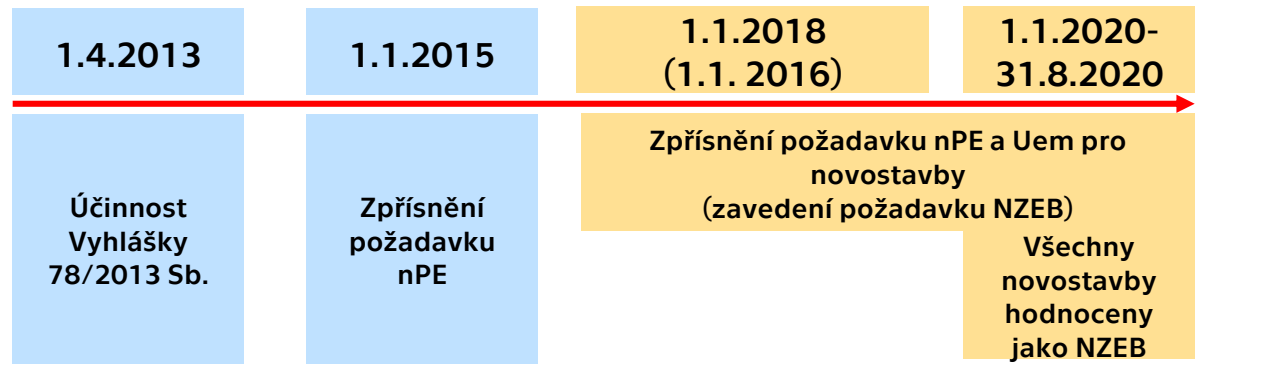 1.4.2013
1.1.2015
1.1.2018
(1.1. 2016)
1.1.2020-
31.8.2020
Účinnost
Vyhlášky
78/2013 Sb.
Zpřísnění
požadavku
nPE
Zpřísnění požadavku nPE a Uem pro
novostavby
(zavedení požadavku NZEB)
Všechny
novostavby
hodnoceny
jako NZEB